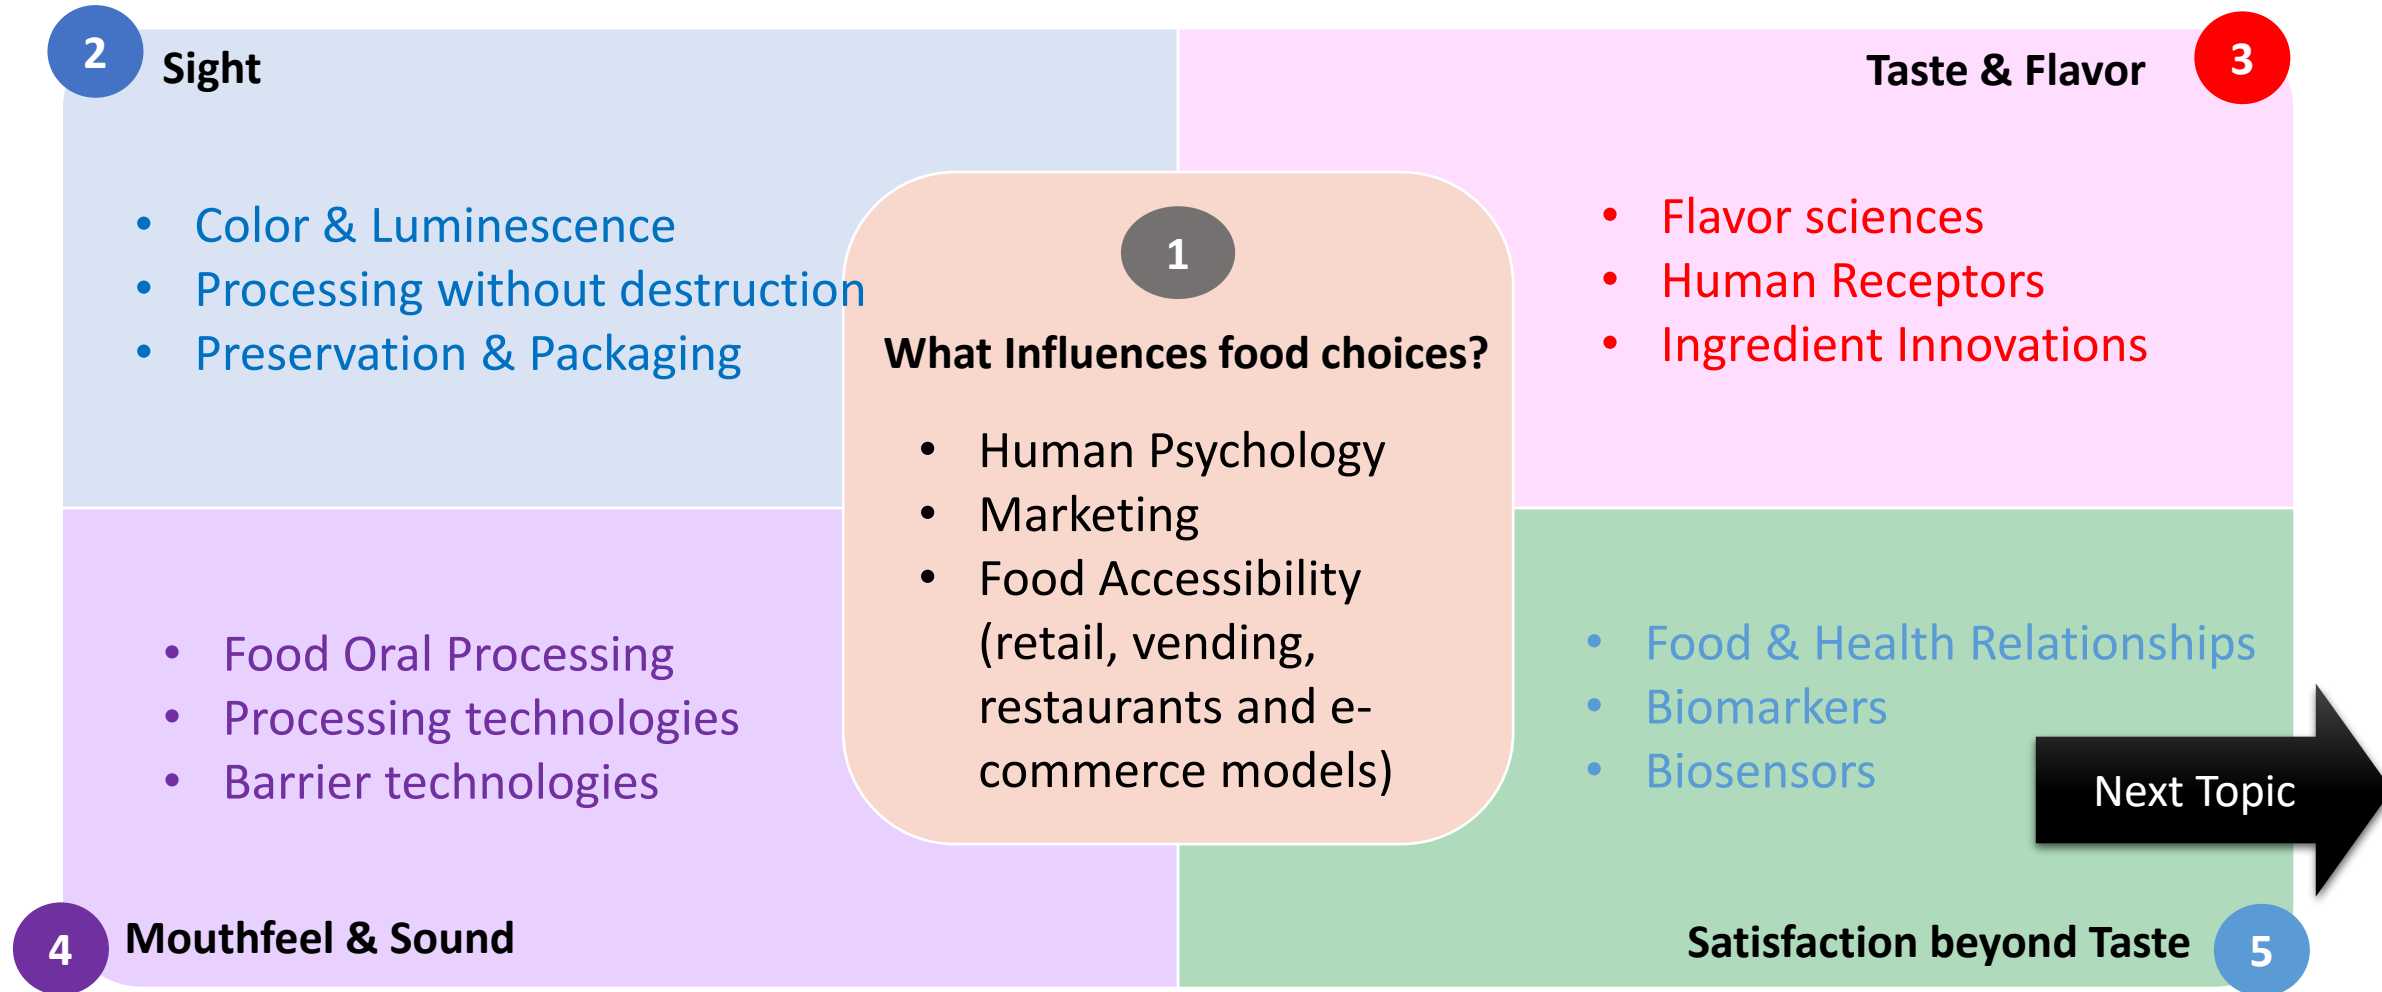 2
Sight
• Color & Luminescence
• Processing without destruction
• Preservation & Packaging
Taste & Flavor
3
• Flavor sciences
• Human Receptors
• Ingredient Innovations
1
What Influences food choices?
• Human Psychology
• Marketing
• Food Accessibility
(retail, vending,
restaurants and e-
commerce models)
• Food Oral Processing
• Processing technologies
• Barrier technologies
4
Mouthfeel & Sound
• Food & Health Relationships
• Biomarkers
• Biosensors
Next Topic
Satisfaction beyond Taste
5